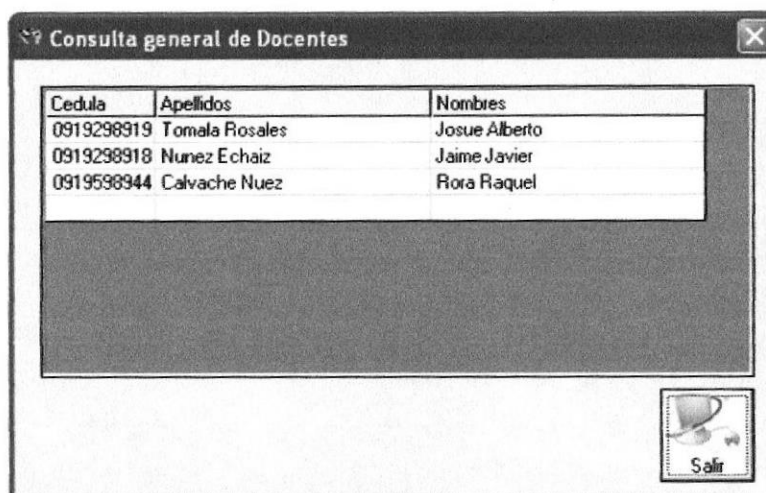 Consulta general de Docentes
Cedula Apellidos Nombres
0919298919 Tomala Rosales Josue Alberto
0919298918 Nunez Echaiz Jaime Javier
0919598944 Calvache Nuez Rora Raquel
Salir